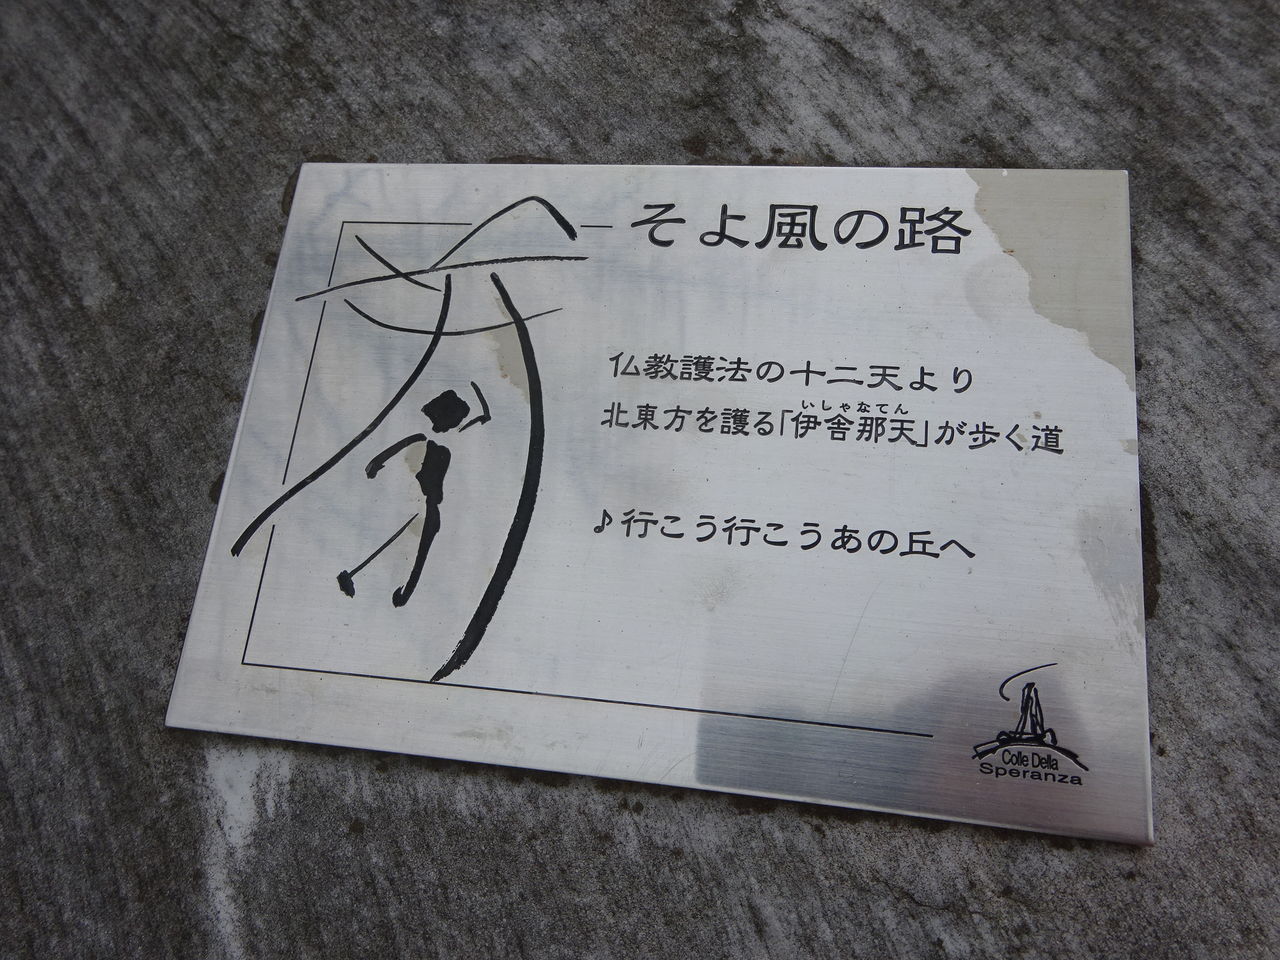 そよ風の路
仏教護法の十二天より
いしゃなてん
北東方を護る「伊舎那天」が歩く道
♪行こう行こうあの丘へ
Colle Della
Speranza